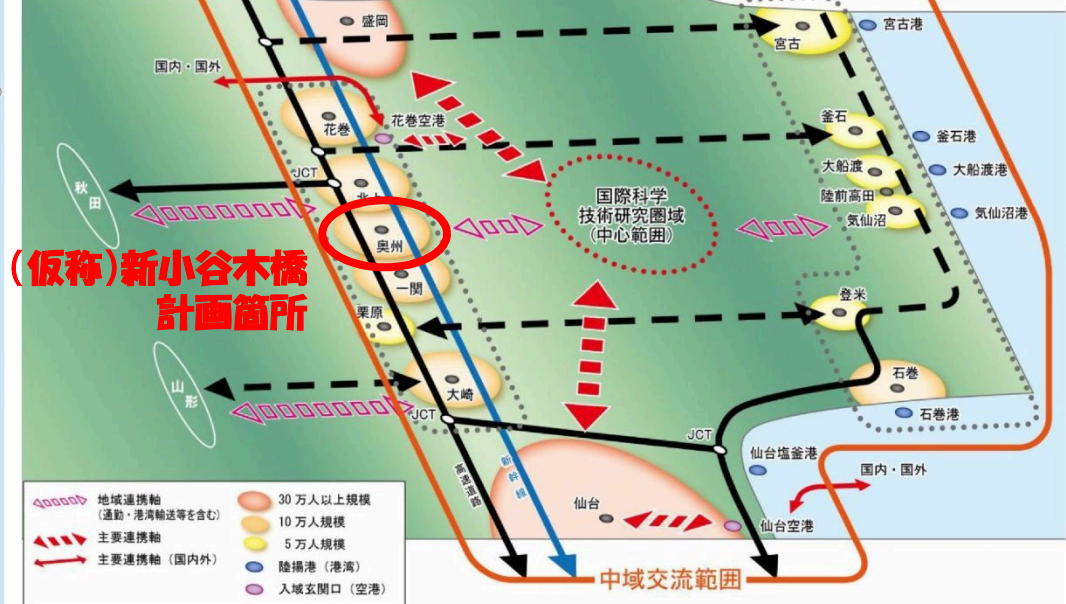 盛岡
宮古
宮古港
国内・国外
花巻
花巻空港
釜石
釜石港
JCT
秋田
国際科学
技術研究圏域
(中心範囲)
大船渡
大船渡港
陸前高田
気仙沼
気仙沼港
奥州
(仮称)新小谷木橋
計画箇所
一関
栗原
登米
山形
大崎
JCT
石巻
石巻港
JCT
仙台塩釜港
国内・国外
高速道路
新幹線
仙台
仙台空港
地域連携軸
(通勤・港湾輸送等を含む)
主要連携軸
主要連携軸(国内外)
30万人以上規模
10万人規模
5万人規模
陸揚港(港湾)
入域玄関口(空港)
中域交流範囲